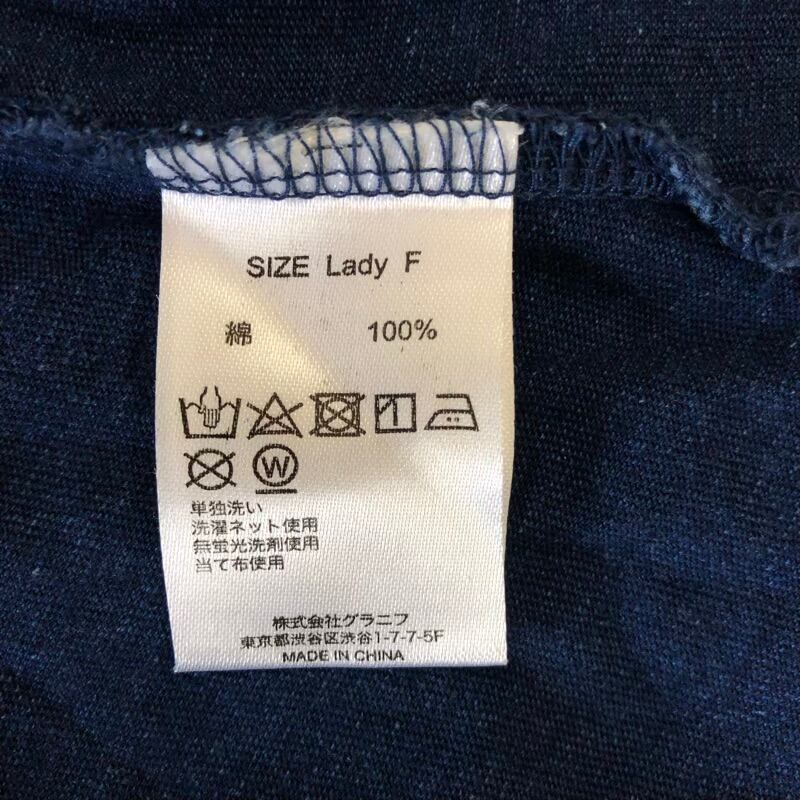 SIZE Lady F
綿 100%
W
単独洗い
洗濯ネット使用
無蛍光洗剤使用
当て布使用
株式会社グラニフ
東京都渋谷区渋谷1-7-7-5F
MADE IN CHINA